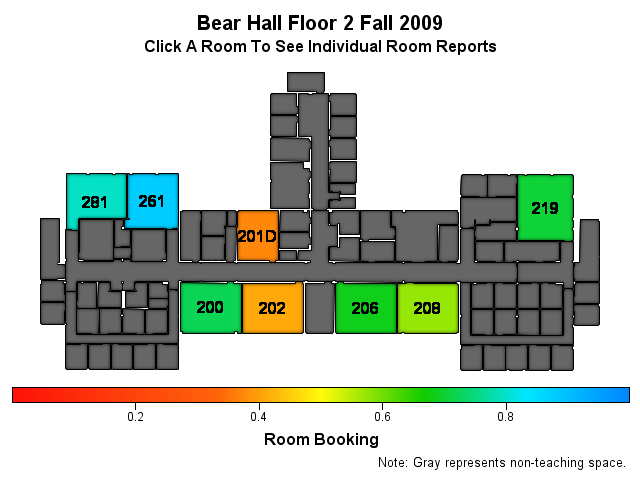 Bear Hall Floor 2 Fall 2009
Click A Room To See Individual Room Reports
281
261
219
201D
200
202
206
208
0.2
0.4
0.6
0.8
Room Booking
Note: Gray represents non-teaching space.